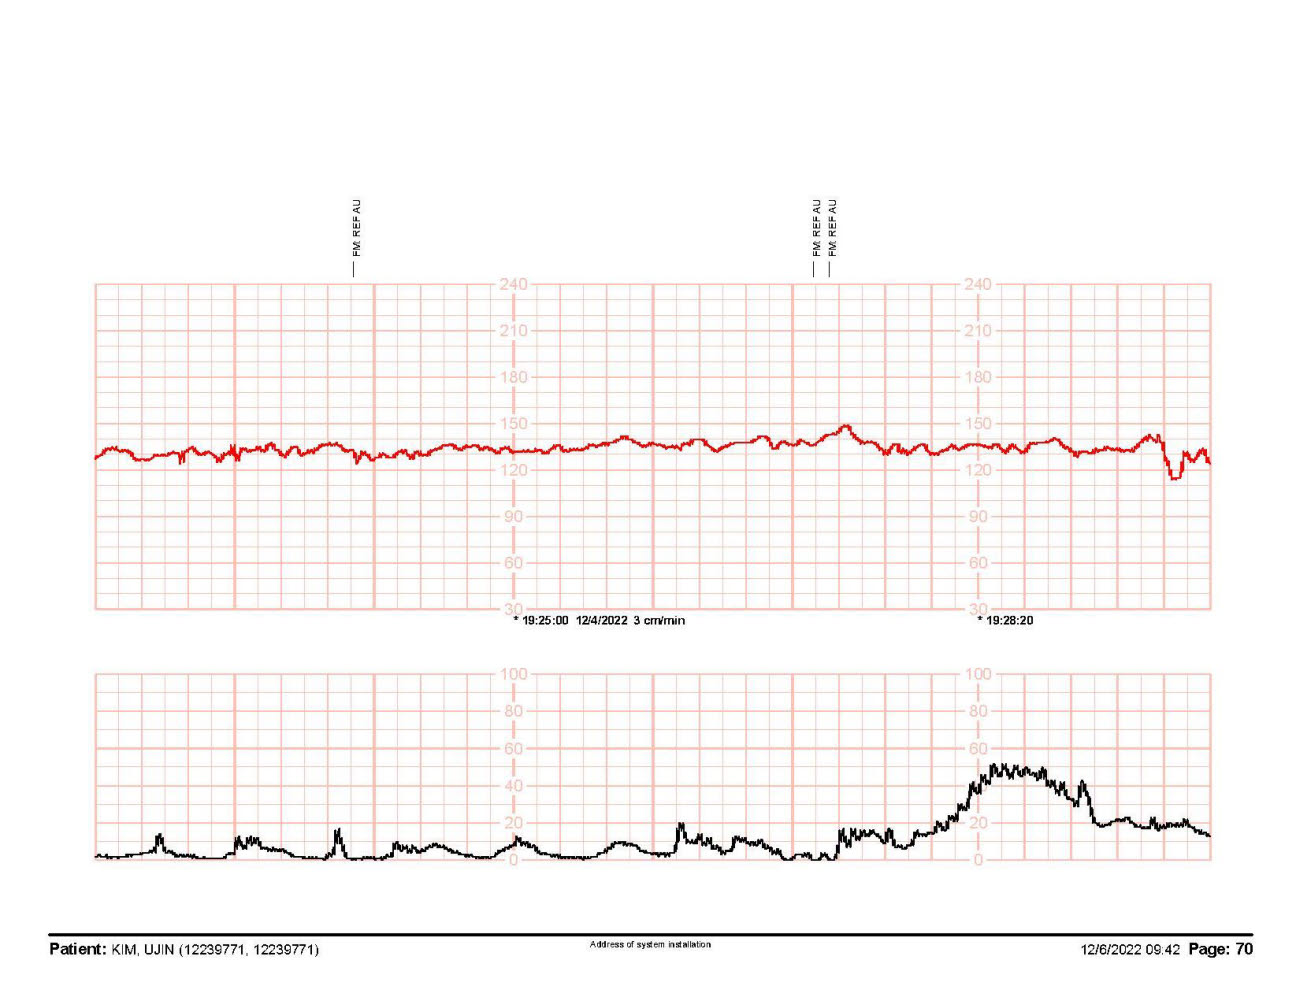 FM: REF AU
FM: REF AU
FM: REF AU
240 240
210 210
180 180
150 150
120 120
90 90
60 60
30 30
* 19:25:00 12/4/2022 3 cm/min * 19:28:20
100 100
80 80
60 60
40 40
20 20
0 0
Patient: KIM, UJIN (12239771, 12239771) Address of system installation 12/6/2022 09:42 Page: 70